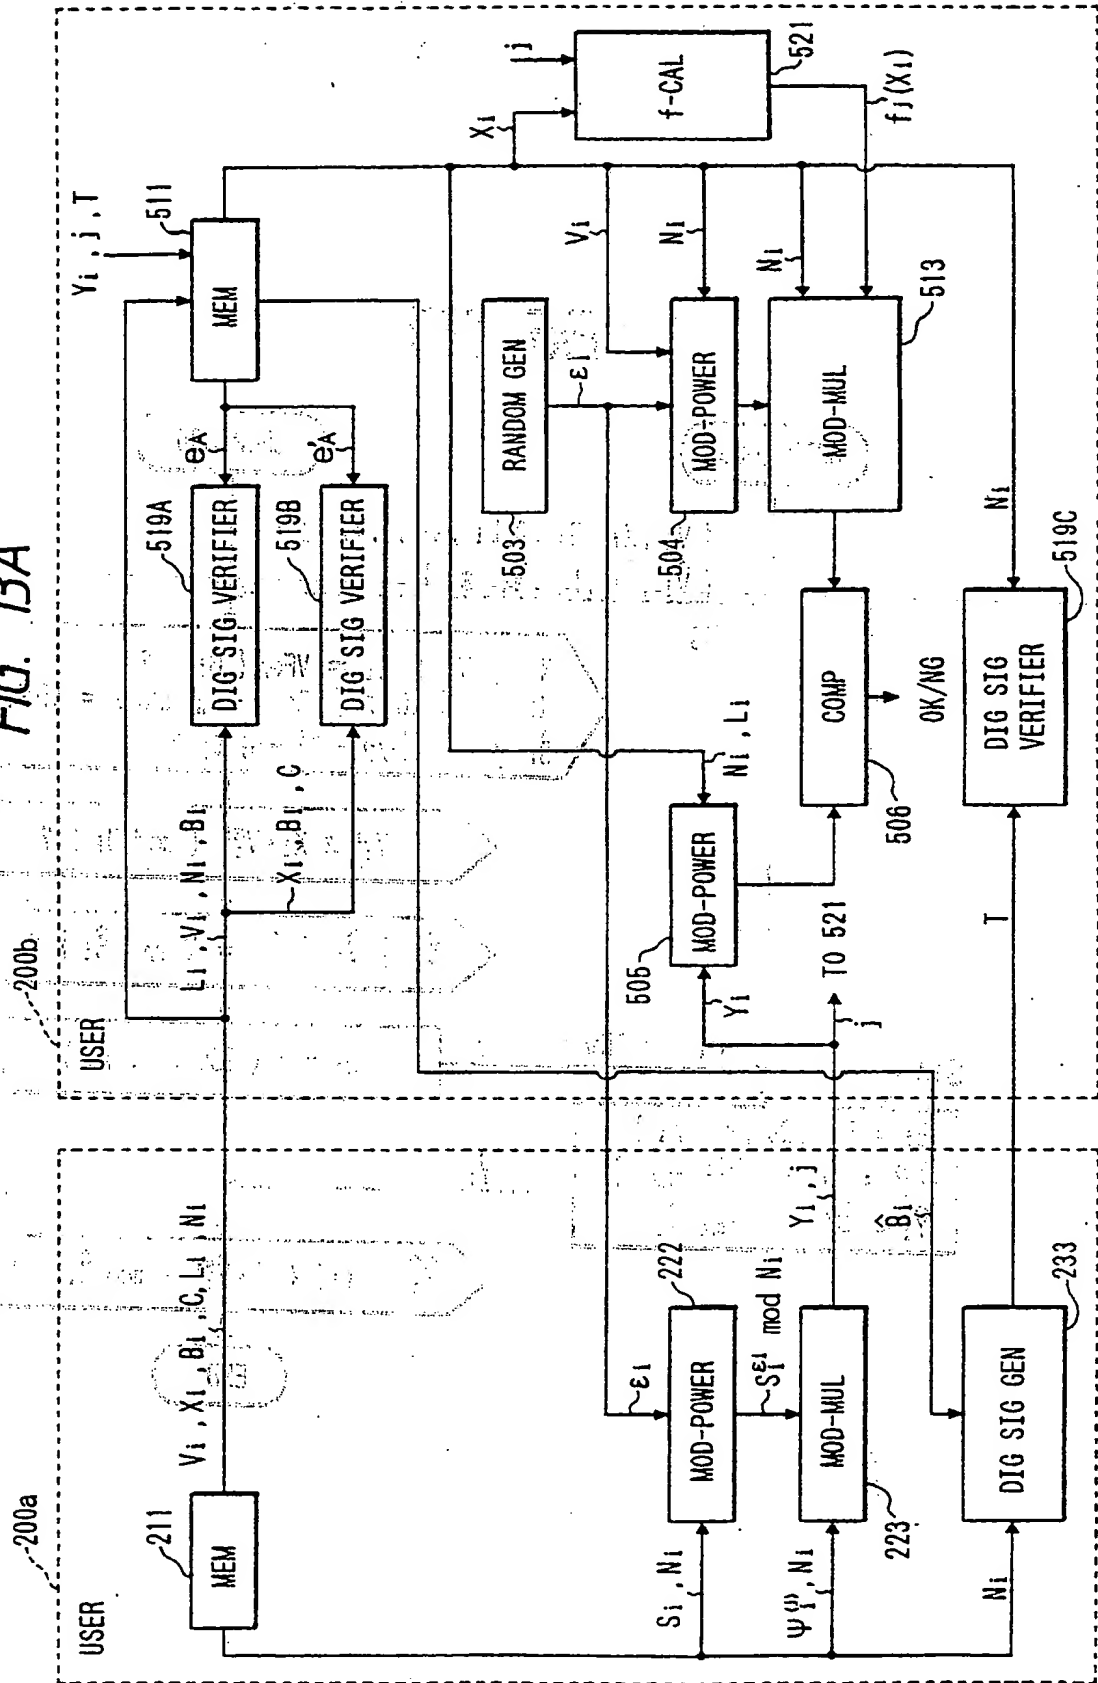 FIG. 13A
200a
USER
211
MEM
Vi , Xi , Bi , C, Li , Ni
Si , Ni
εi
222
MOD-POWER
Si^εi mod Ni
ψi^(j), Ni
MOD-MUL
223
Yi , j
B̂i
Ni
DIG SIG GEN
233
200b
USER
Li , Vi , Ni , Bi
Xi , Bi , C
519A
DIG SIG VERIFIER
519B
DIG SIG VERIFIER
eA
e'A
Yi , j , T
511
MEM
Xi
j
f-CAL
521
fj(Xi)
RANDOM GEN
503
εi
Vi
Ni
MOD-POWER
504
Ni
MOD-MUL
513
Ni , Li
505
MOD-POWER
Yi
j
TO 521
COMP
506
OK/NG
T
Ni
DIG SIG
VERIFIER
519C